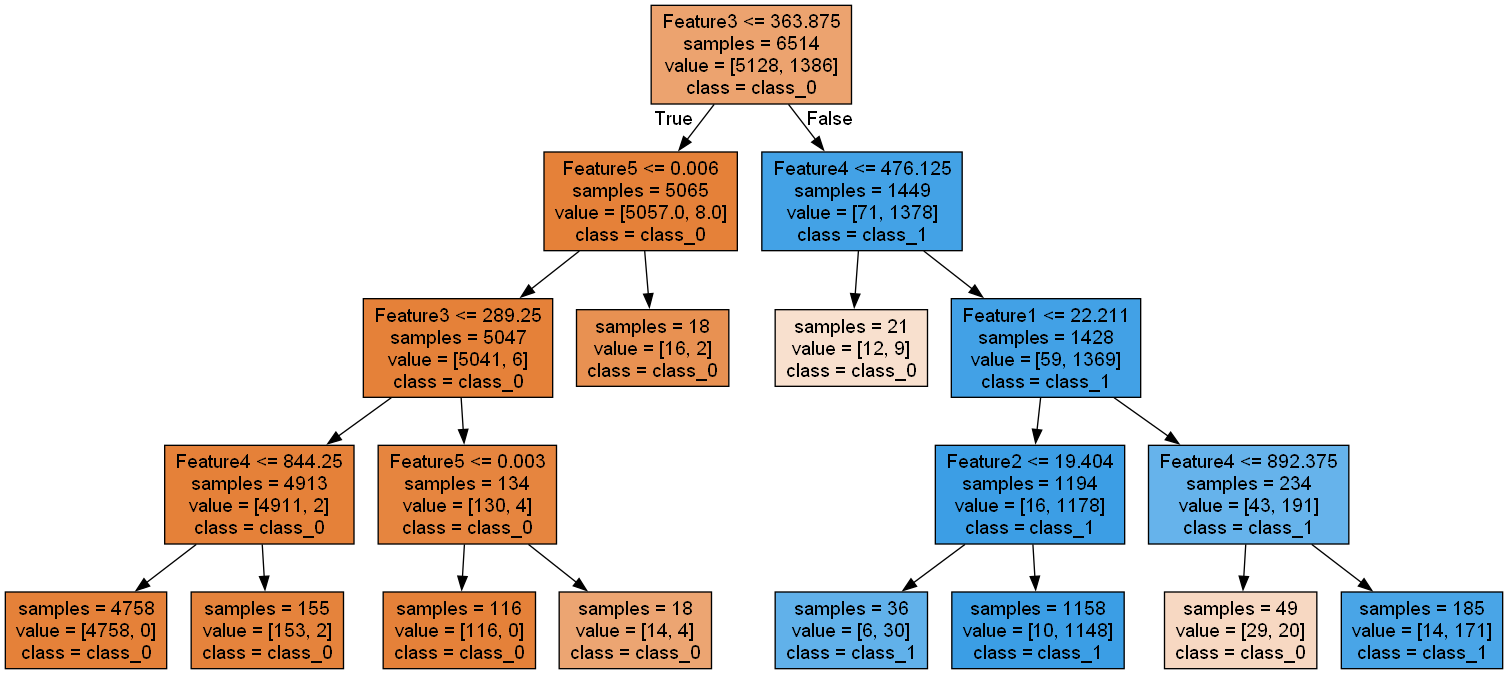 Feature3 <= 363.875
samples = 6514
value = [5128, 1386]
class = class_0
True
False
Feature5 <= 0.006
samples = 5065
value = [5057.0, 8.0]
class = class_0
Feature4 <= 476.125
samples = 1449
value = [71, 1378]
class = class_1
Feature3 <= 289.25
samples = 5047
value = [5041, 6]
class = class_0
samples = 18
value = [16, 2]
class = class_0
samples = 21
value = [12, 9]
class = class_0
Feature1 <= 22.211
samples = 1428
value = [59, 1369]
class = class_1
Feature4 <= 844.25
samples = 4913
value = [4911, 2]
class = class_0
Feature5 <= 0.003
samples = 134
value = [130, 4]
class = class_0
Feature2 <= 19.404
samples = 1194
value = [16, 1178]
class = class_1
Feature4 <= 892.375
samples = 234
value = [43, 191]
class = class_1
samples = 4758
value = [4758, 0]
class = class_0
samples = 155
value = [153, 2]
class = class_0
samples = 116
value = [116, 0]
class = class_0
samples = 18
value = [14, 4]
class = class_0
samples = 36
value = [6, 30]
class = class_1
samples = 1158
value = [10, 1148]
class = class_1
samples = 49
value = [29, 20]
class = class_0
samples = 185
value = [14, 171]
class = class_1